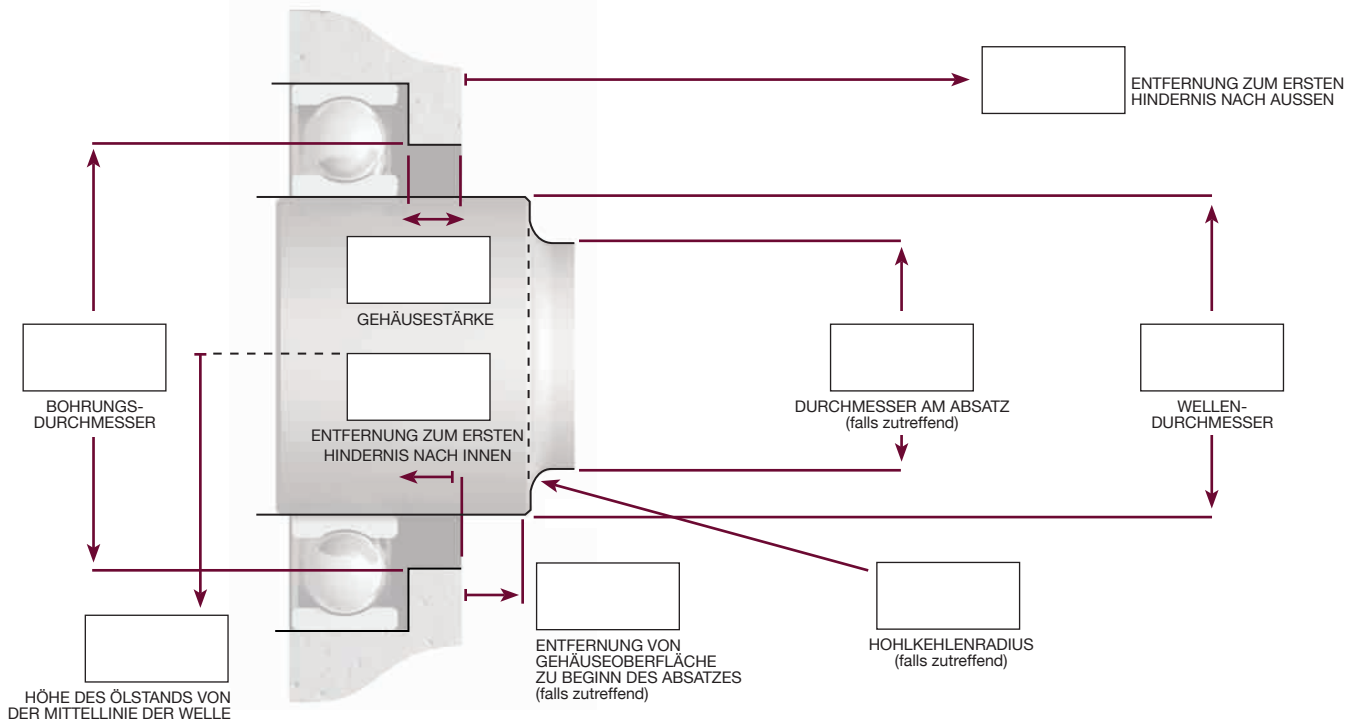 ENTFERNUNG ZUM ERSTEN
HINDERNIS NACH AUSSEN
GEHÄUSESTÄRKE
BOHRUNGS-
DURCHMESSER
ENTFERNUNG ZUM ERSTEN
HINDERNIS NACH INNEN
DURCHMESSER AM ABSATZ
(falls zutreffend)
WELLEN-
DURCHMESSER
HÖHE DES ÖLSTANDS VON
DER MITTELLINIE DER WELLE
ENTFERNUNG VON
GEHÄUSEOBERFLÄCHE
ZU BEGINN DES ABSATZES
(falls zutreffend)
HOHLKEHLENRADIUS
(falls zutreffend)